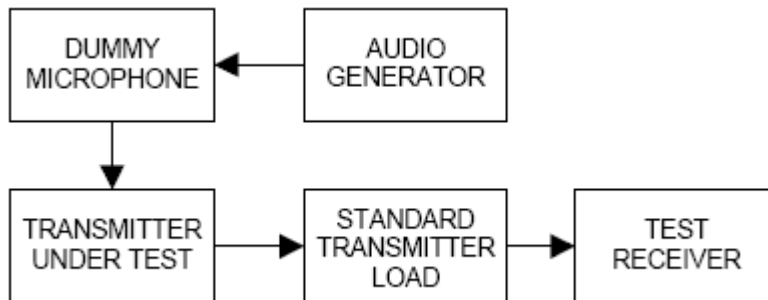 DUMMY
MICROPHONE
AUDIO
GENERATOR
TRANSMITTER
UNDER TEST
STANDARD
TRANSMITTER
LOAD
TEST
RECEIVER